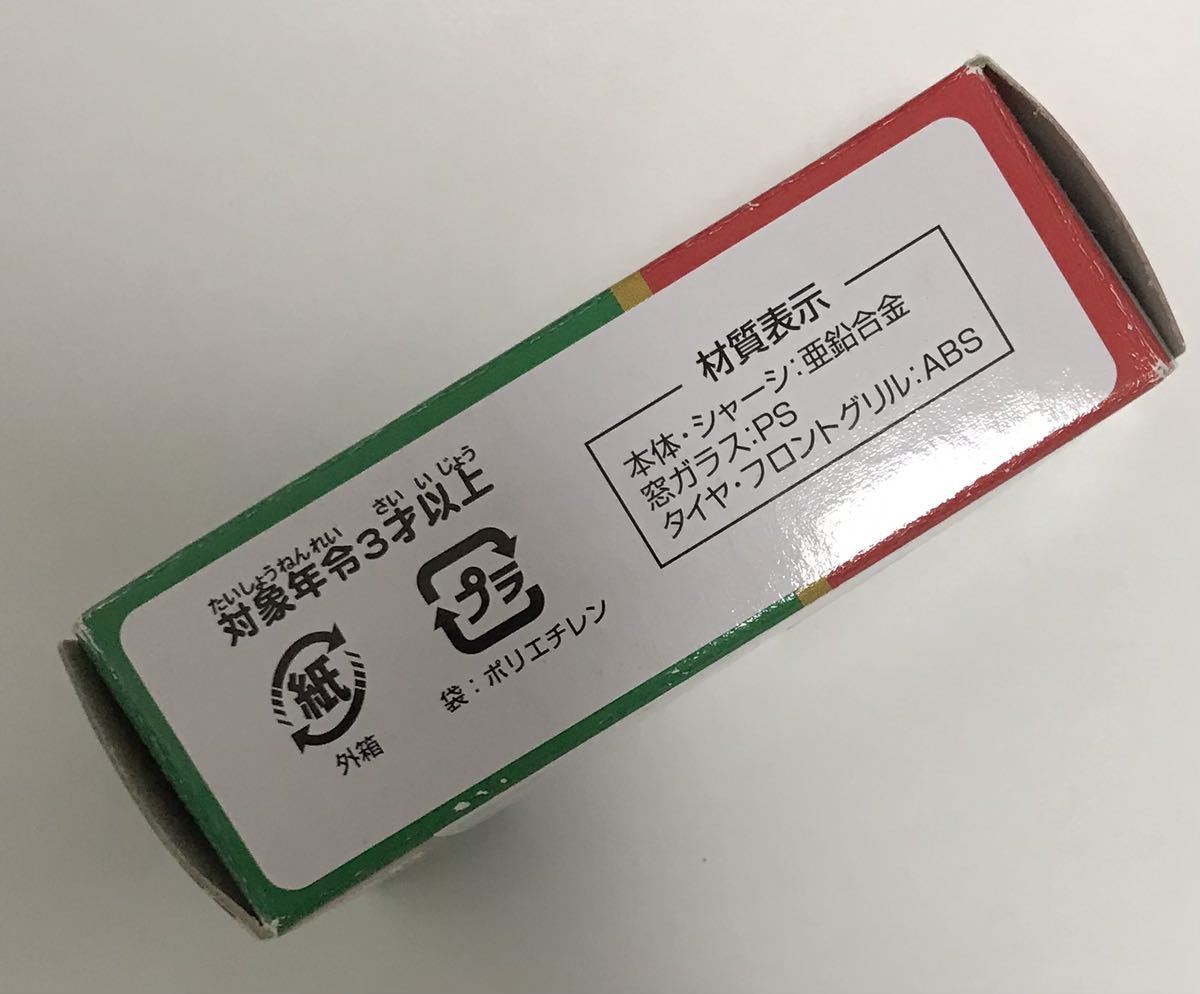 たいしょうねんれい さい いじょう
対象年令3才以上
紙
外箱
プラ
袋：ポリエチレン
材質表示
本体・シャーシ：亜鉛合金
窓ガラス：PS
タイヤ・フロントグリル：ABS